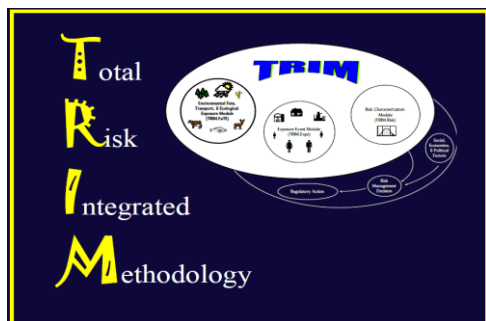 Total
Risk
Integrated
Methodology
TRIM
Environmental Fate,
Transport, & Ecological
Exposure Module
(TRIM.FaTE)
Exposure Event Module
(TRIM.Expo)
Risk Characterization
Module
(TRIM.Risk)
Social,
Economic,
& Political
Factors
Risk
Management
Decision
Regulatory Action